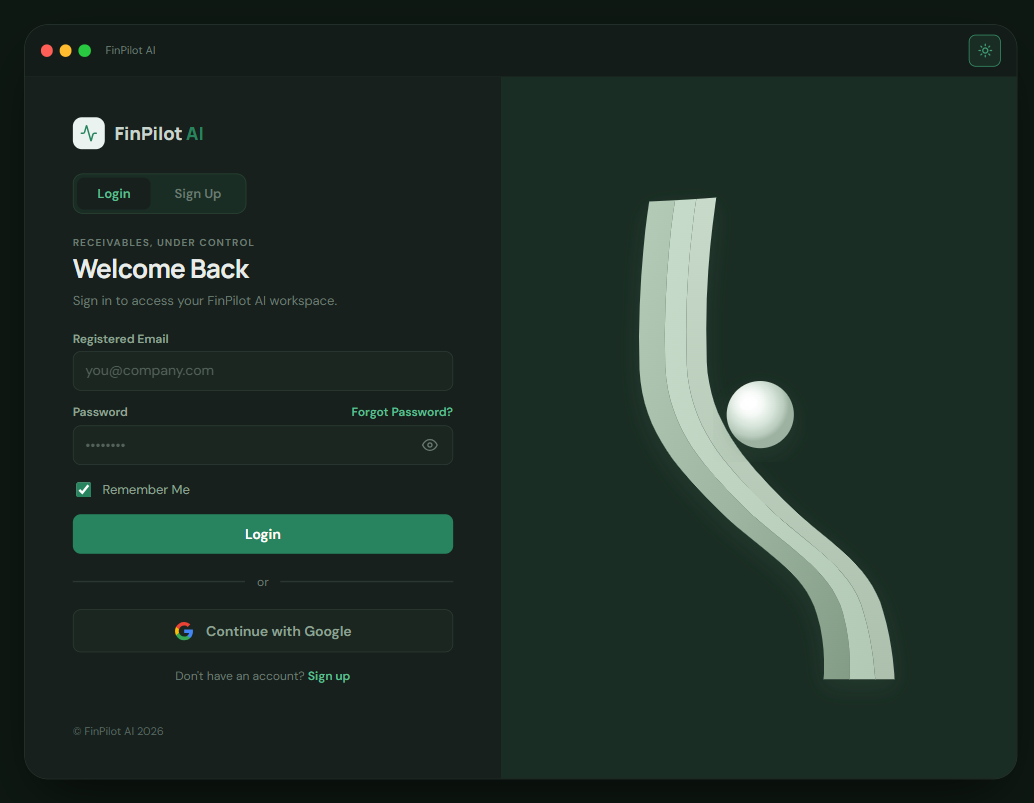 FinPilot AI
FinPilot AI
Login
Sign Up
RECEIVABLES, UNDER CONTROL
Welcome Back
Sign in to access your FinPilot AI workspace.
Registered Email
you@company.com
Password
Forgot Password?
••••••••
Remember Me
Login
or
Continue with Google
Don't have an account? Sign up
© FinPilot AI 2026